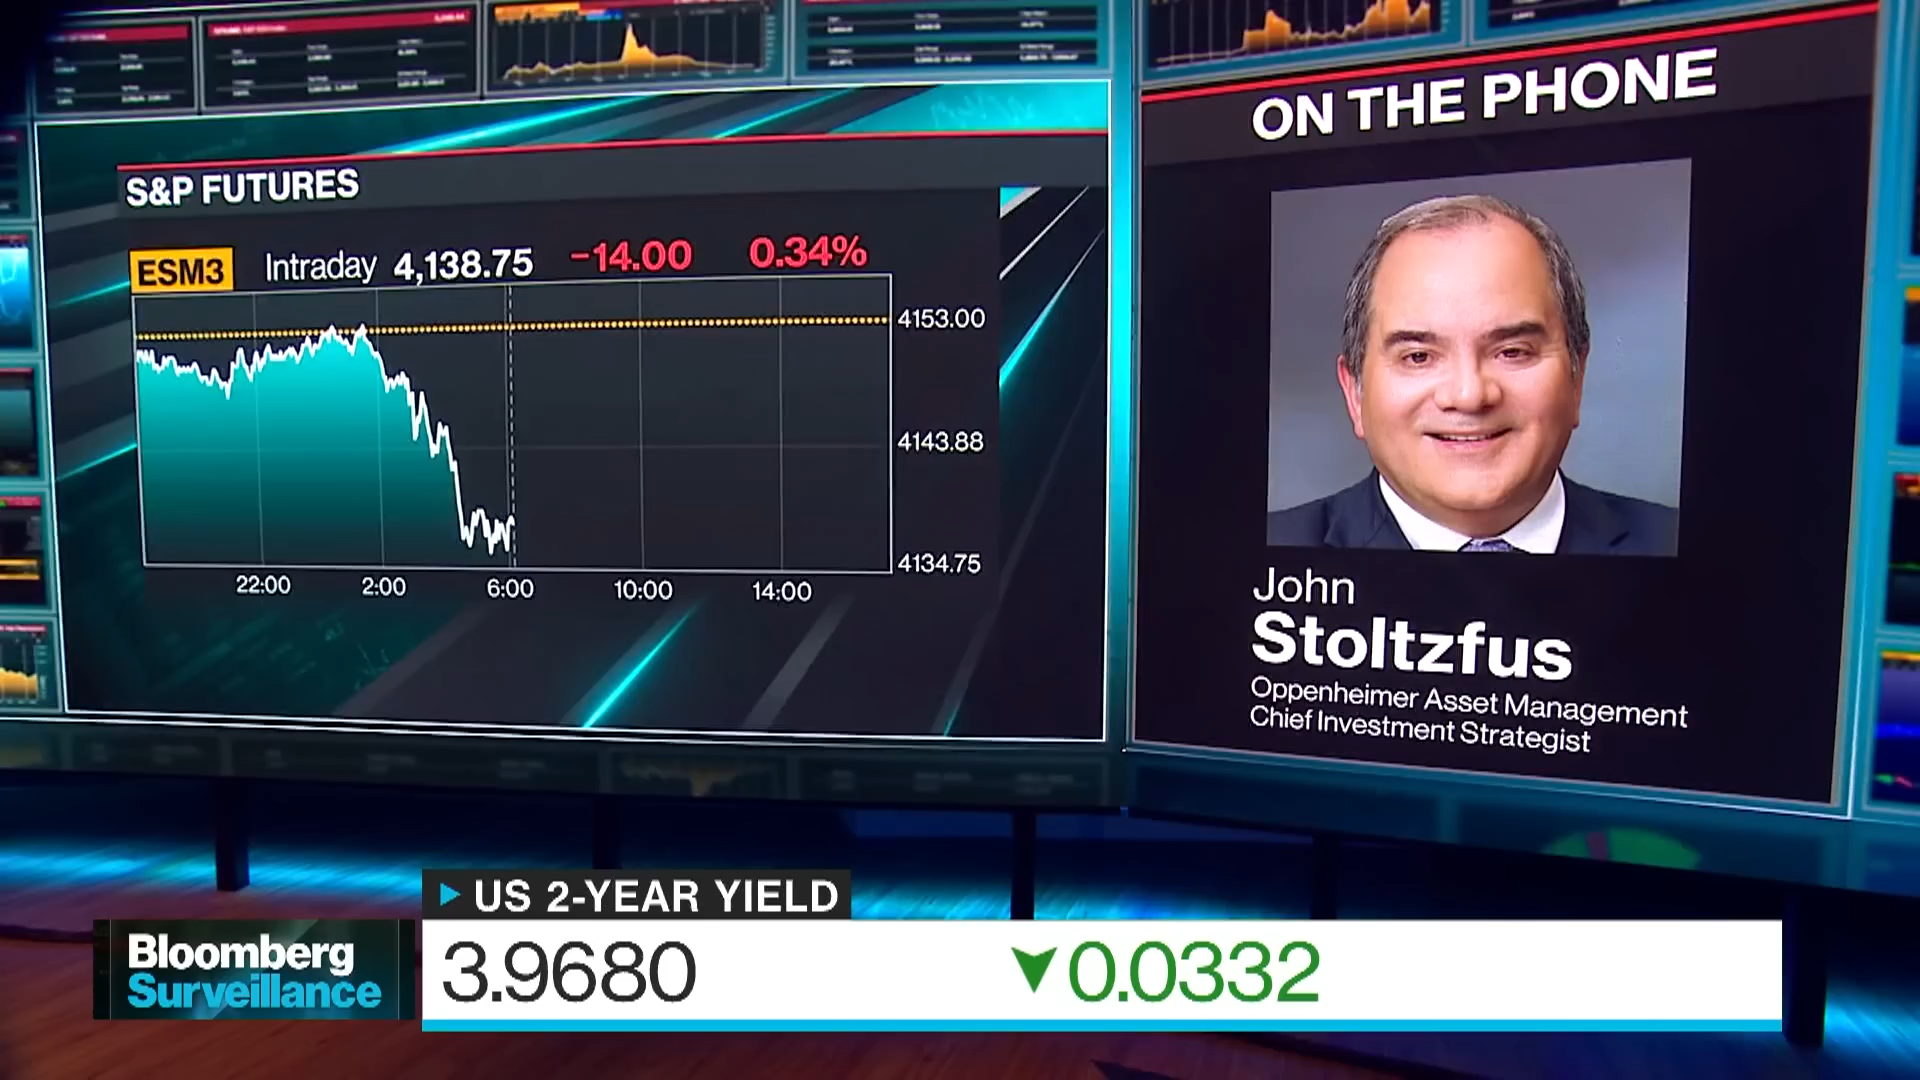 S&P FUTURES
ESM3 Intraday 4,138.75 −14.00 0.34%
4153.00
4143.88
4134.75
22:00 2:00 6:00 10:00 14:00
ON THE PHONE
John
Stoltzfus
Oppenheimer Asset Management
Chief Investment Strategist
US 2-YEAR YIELD
3.9680 0.0332
Bloomberg
Surveillance